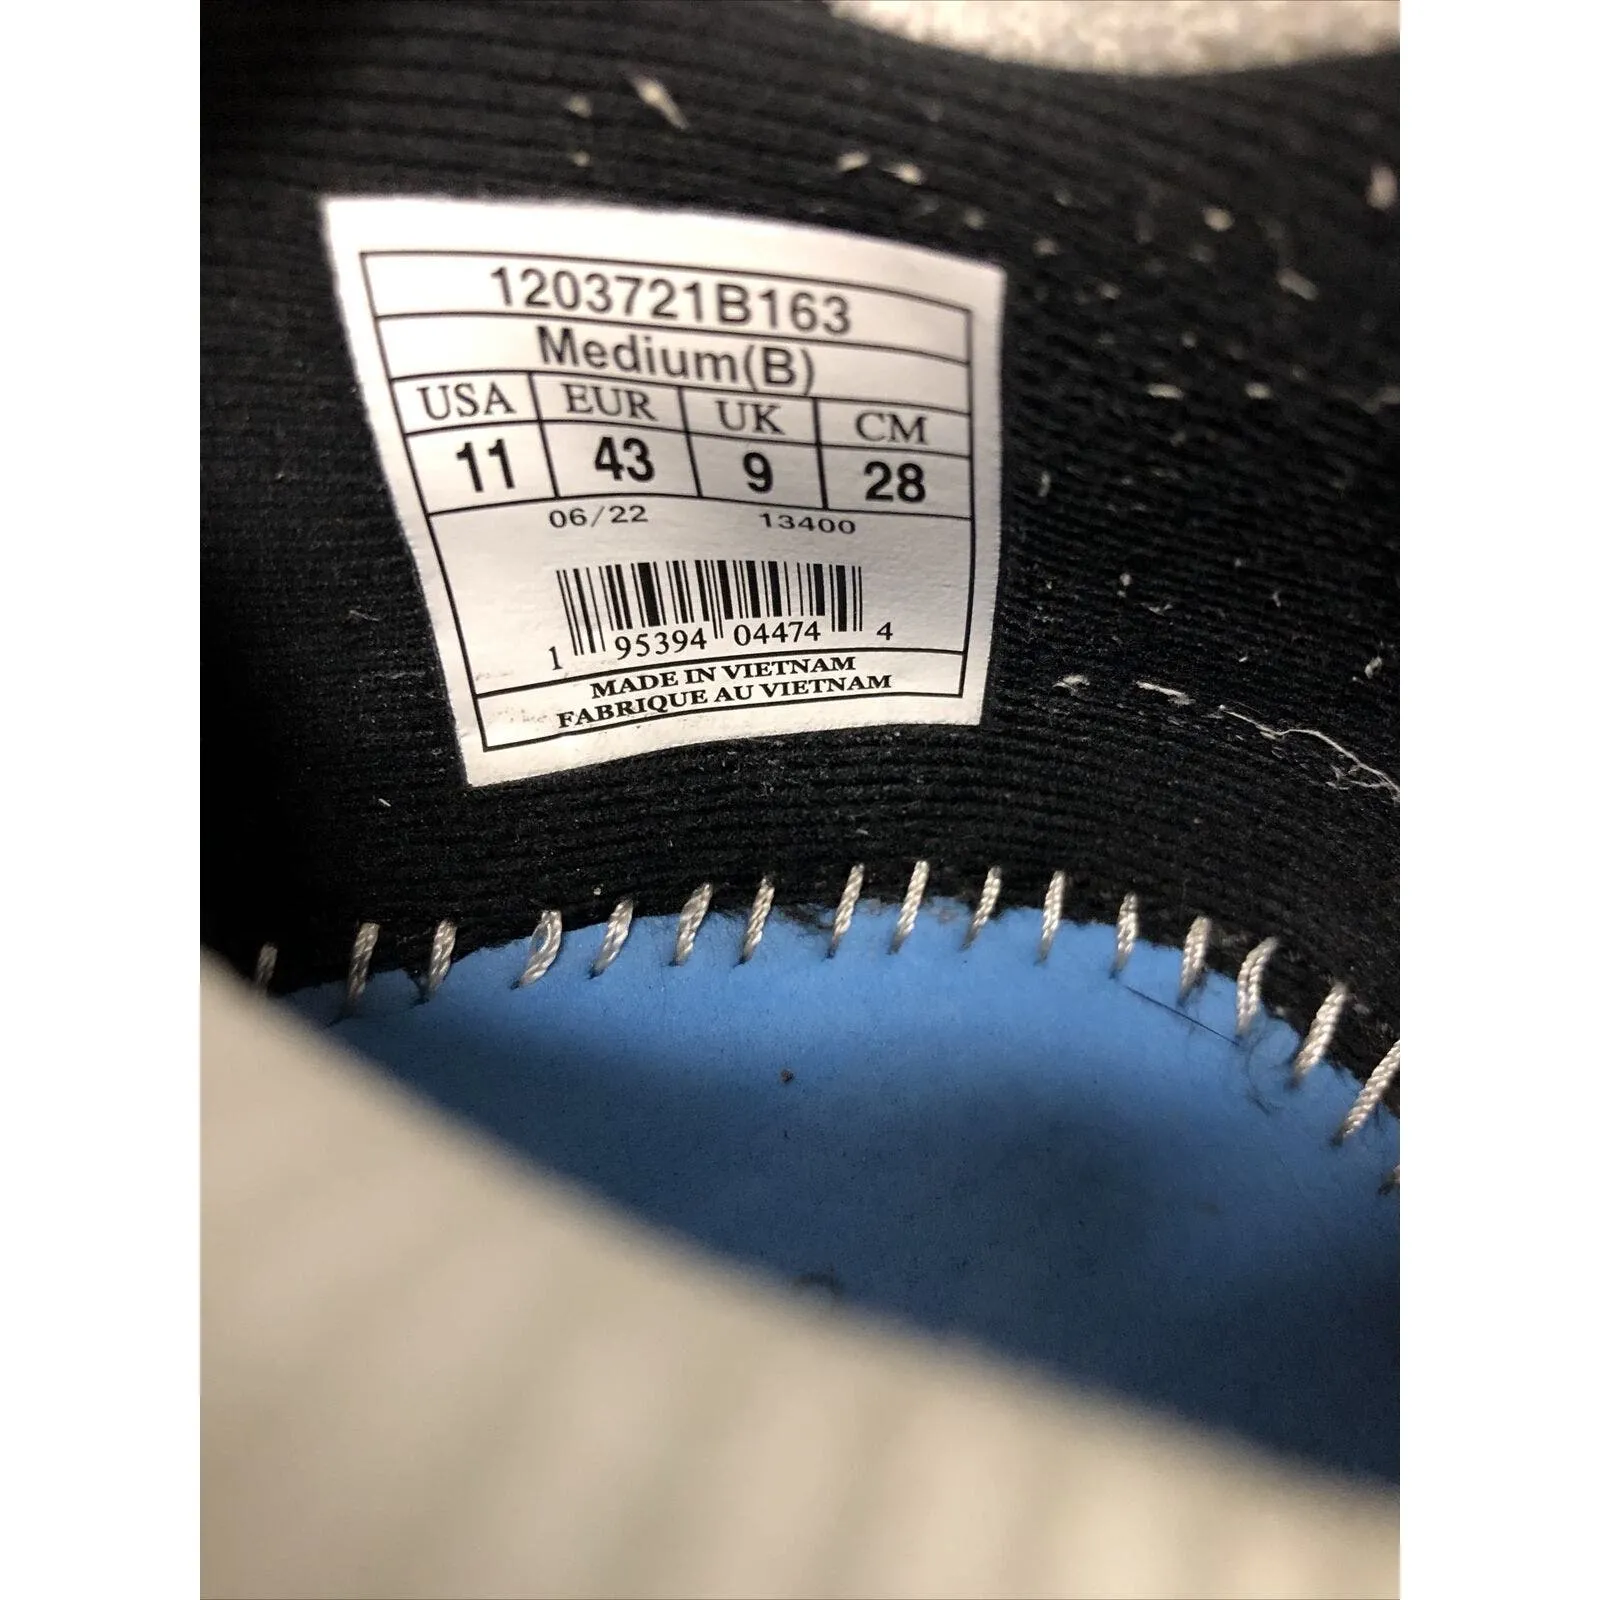 1203721B163
Medium(B)
USA EUR UK CM
11 43 9 28
06/22 13400
1 95394 04474 4
MADE IN VIETNAM
FABRIQUE AU VIETNAM